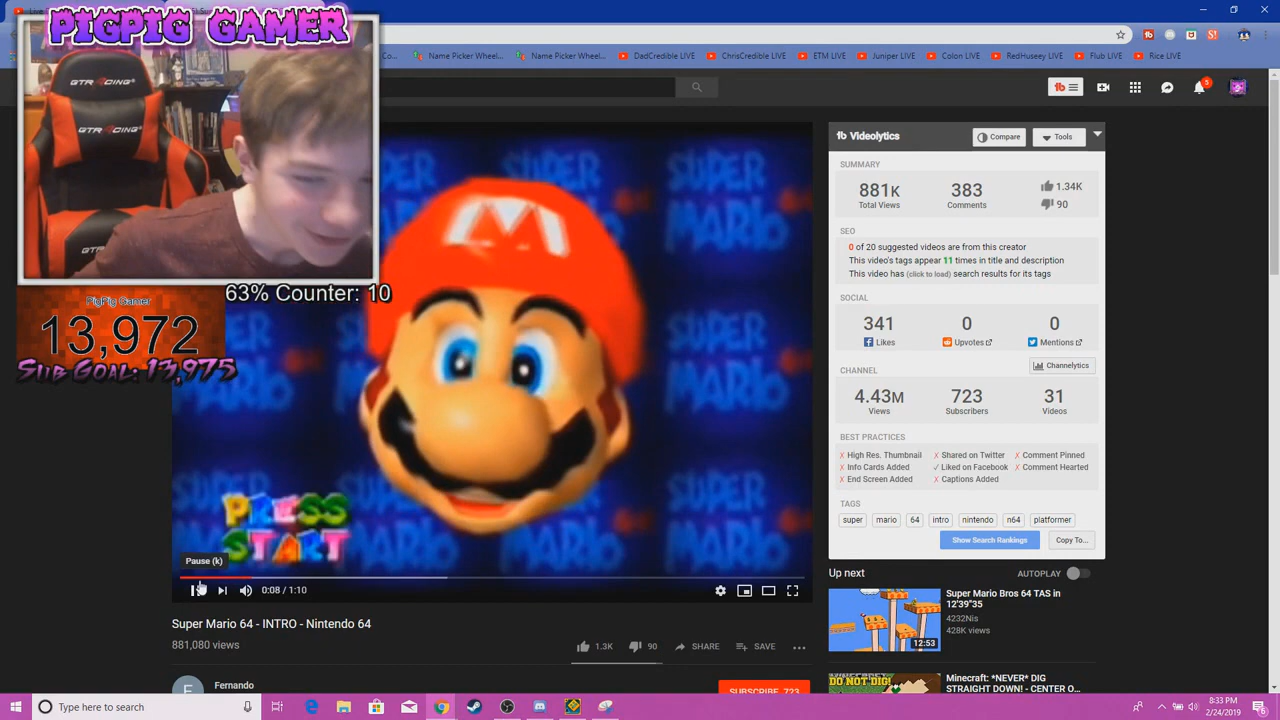 PIGPIG GAMER
GTRACING
GTRACING
GTR
63% Counter: 10
PigPig Gamer
13,972
SUB GOAL: 13,975
Name Picker Wheel...
Name Picker Wheel...
DadCredible LIVE
ChrisCredible LIVE
ETM LIVE
Juniper LIVE
Colon LIVE
RedHuseey LIVE
Flub LIVE
Rice LIVE
5
SUPER MARIO
M
PRESS
START
Pause (k)
0:08 / 1:10
Super Mario 64 - INTRO - Nintendo 64
881,080 views
1.3K
90
SHARE
SAVE
F
Fernando
SUBSCRIBE 723
Videolytics
Compare
Tools
SUMMARY
881K
Total Views
383
Comments
1.34K
90
SEO
0 of 20 suggested videos are from this creator
This video's tags appear 11 times in title and description
This video has (click to load) search results for its tags
SOCIAL
341
Likes
0
Upvotes
0
Mentions
CHANNEL
Channelytics
4.43M
Views
723
Subscribers
31
Videos
BEST PRACTICES
High Res. Thumbnail
Shared on Twitter
Comment Pinned
Info Cards Added
Liked on Facebook
Comment Hearted
End Screen Added
Captions Added
TAGS
super
mario
64
intro
nintendo
n64
platformer
Show Search Rankings
Copy To...
Up next
AUTOPLAY
Super Mario Bros 64 TAS in
12'39"35
4232Nis
428K views
12:53
DO NOT DIG!
Minecraft: *NEVER* DIG
STRAIGHT DOWN! - CENTER O...
Type here to search
8:33 PM
2/24/2019